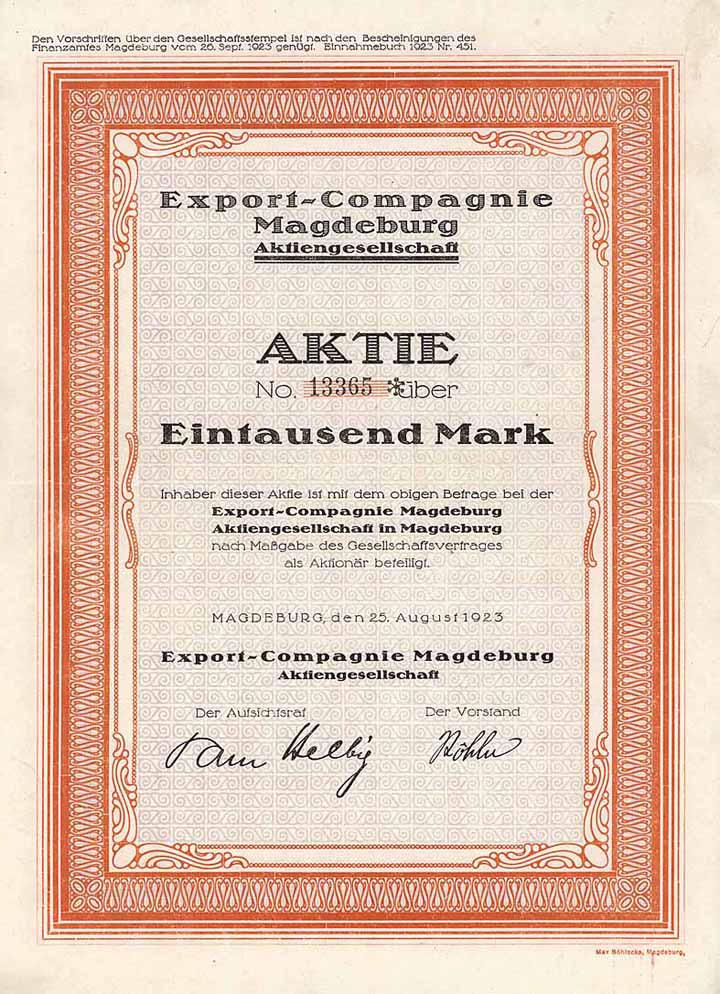 Den Vorschriften über den Gesellschaftsstempel ist nach den Bescheinigungen des
Finanzamtes Magdeburg vom 26. Sept. 1923 genügt. Einnahmebuch 1923 Nr. 451.
Export-Compagnie
Magdeburg
Aktiengesellschaft
AKTIE
No. 13365 * über
Eintausend Mark
Inhaber dieser Aktie ist mit dem obigen Betrage bei der
Export-Compagnie Magdeburg
Aktiengesellschaft in Magdeburg
nach Maßgabe des Gesellschaftsvertrages
als Aktionär beteiligt.
MAGDEBURG, den 25. August 1923
Export-Compagnie Magdeburg
Aktiengesellschaft
Der Aufsichtsrat Der Vorstand
Helbig
Max Böhlecke, Magdeburg,